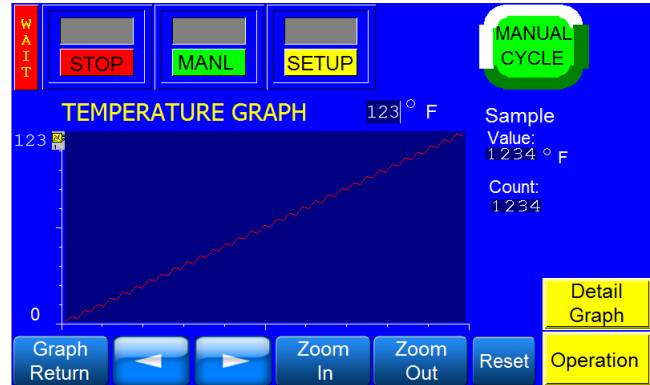 WAIT
STOP
MANL
SETUP
MANUAL
CYCLE
TEMPERATURE GRAPH 123 ° F
Sample
Value:
1234 ° F
Count:
1234
123
0
Detail
Graph
Graph
Return
Zoom
In
Zoom
Out
Reset
Operation